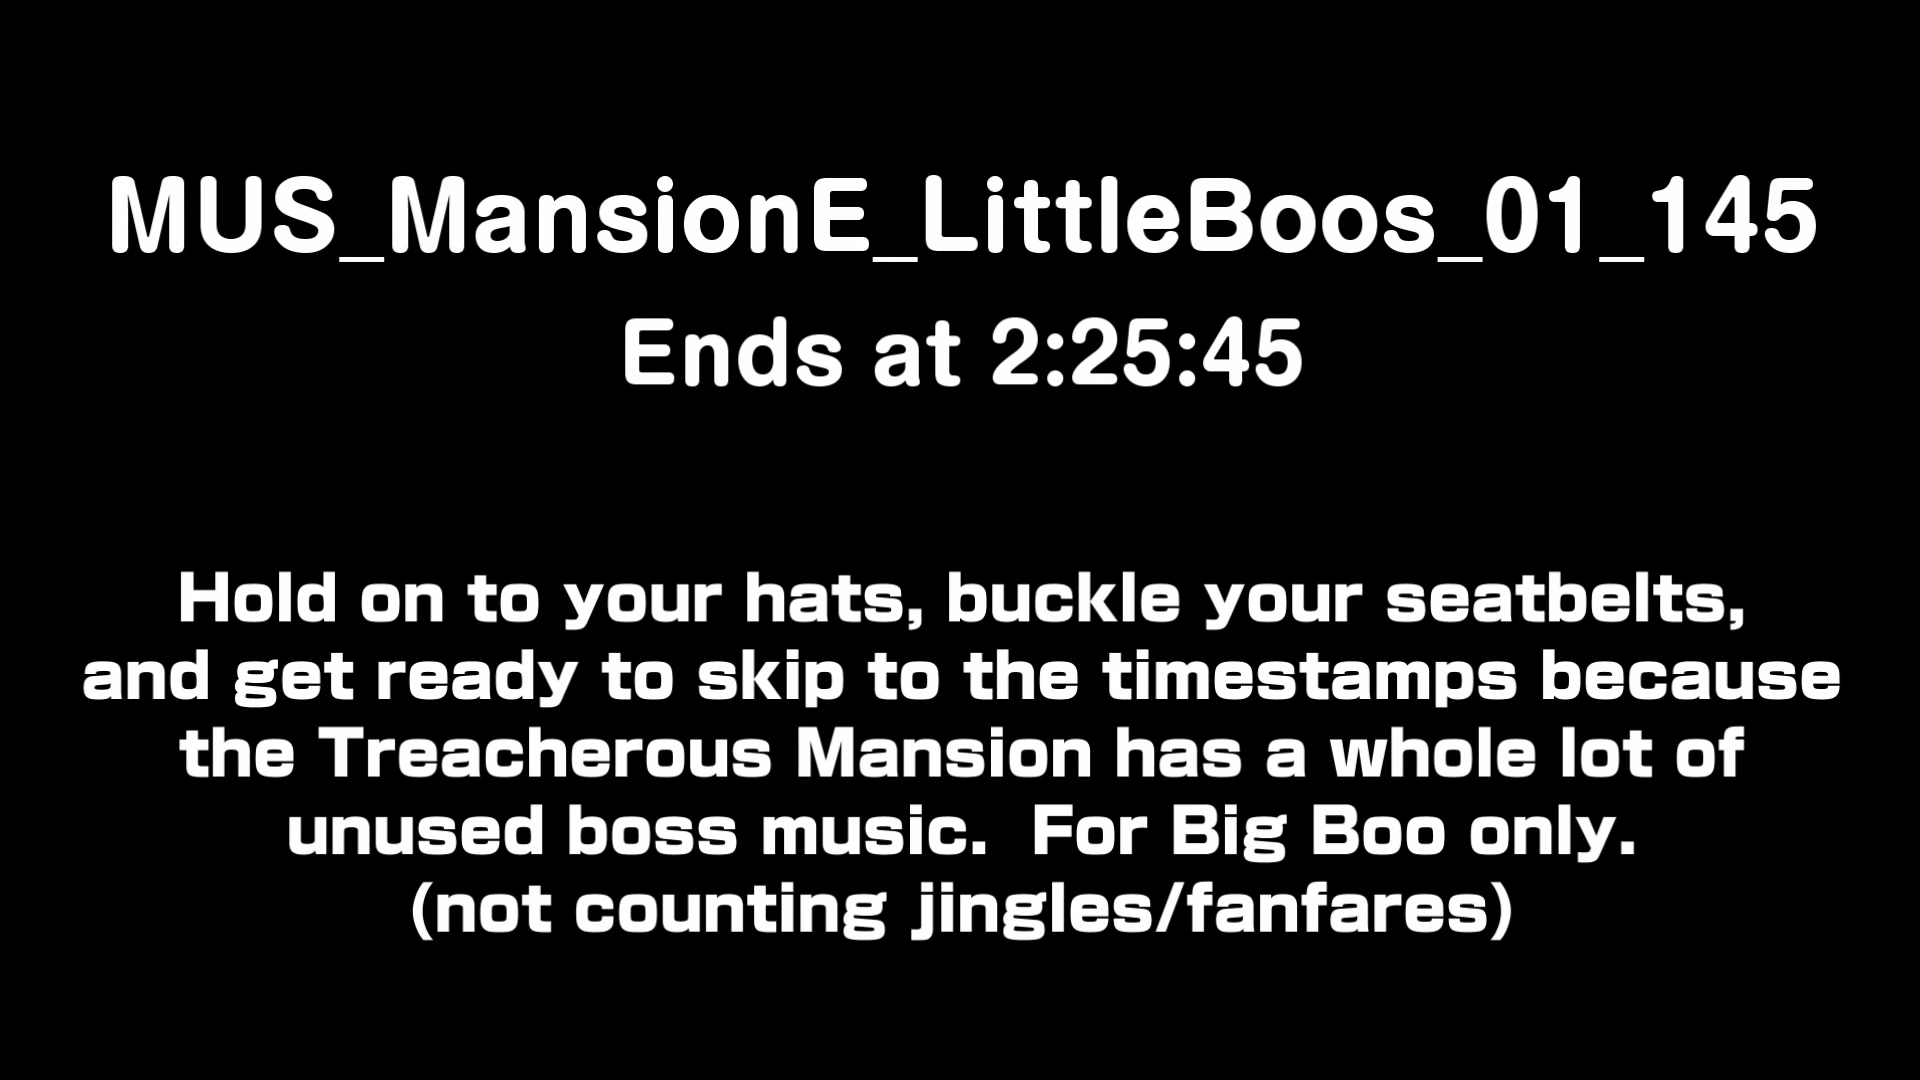 MUS_MansionE_LittleBoos_01_145
Ends at 2:25:45
Hold on to your hats, buckle your seatbelts,
and get ready to skip to the timestamps because
the Treacherous Mansion has a whole lot of
unused boss music.  For Big Boo only.
(not counting jingles/fanfares)